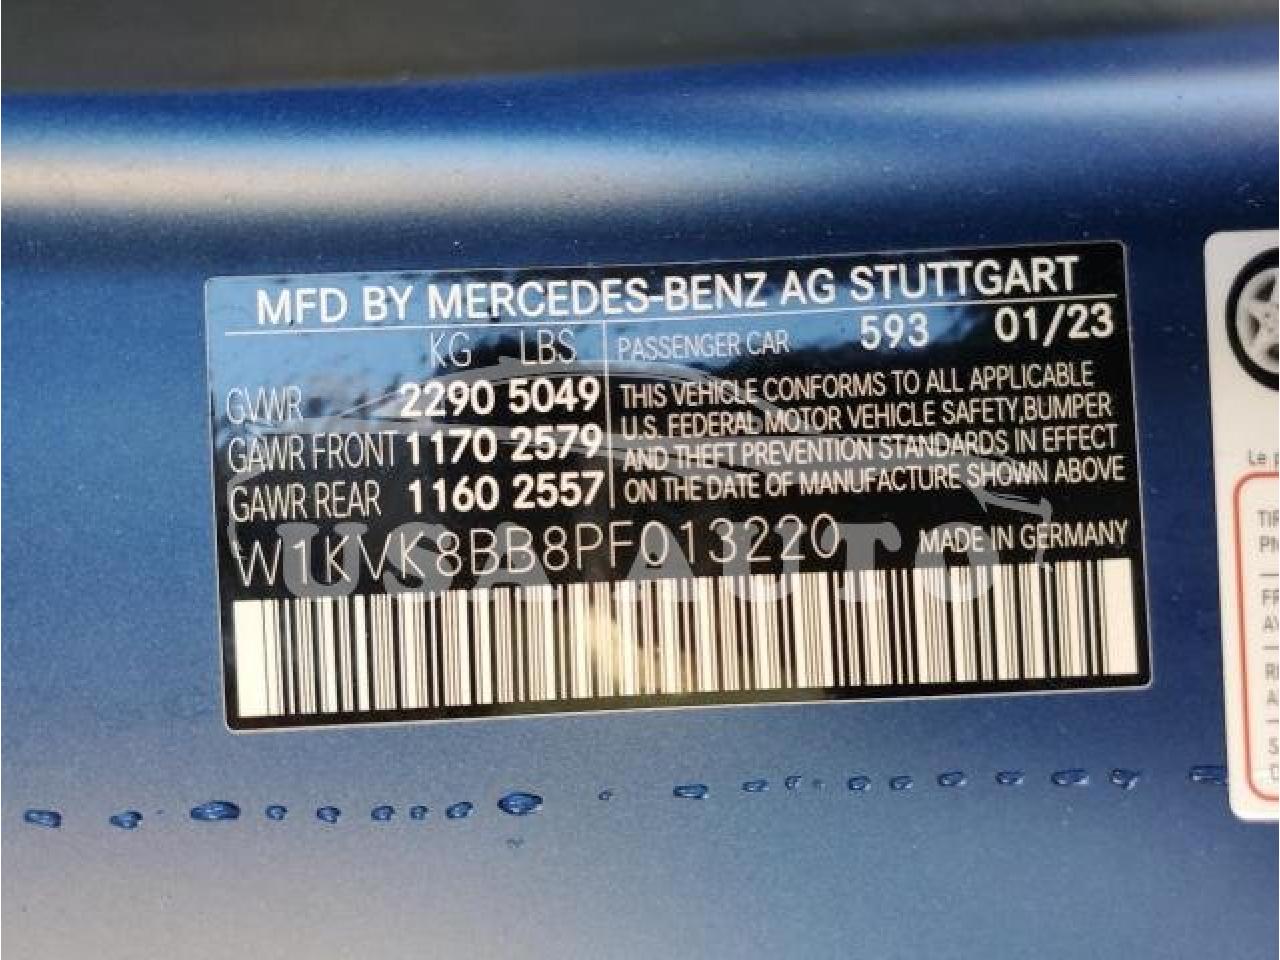 MFD BY MERCEDES-BENZ AG STUTTGART
KG LBS PASSENGER CAR 593 01/23
GVWR 2290 5049
GAWR FRONT 1170 2579
GAWR REAR 1160 2557
THIS VEHICLE CONFORMS TO ALL APPLICABLE
U.S. FEDERAL MOTOR VEHICLE SAFETY,BUMPER
AND THEFT PREVENTION STANDARDS IN EFFECT
ON THE DATE OF MANUFACTURE SHOWN ABOVE
W1KVK8BB8PF013220 MADE IN GERMANY
USA AUTO
Le